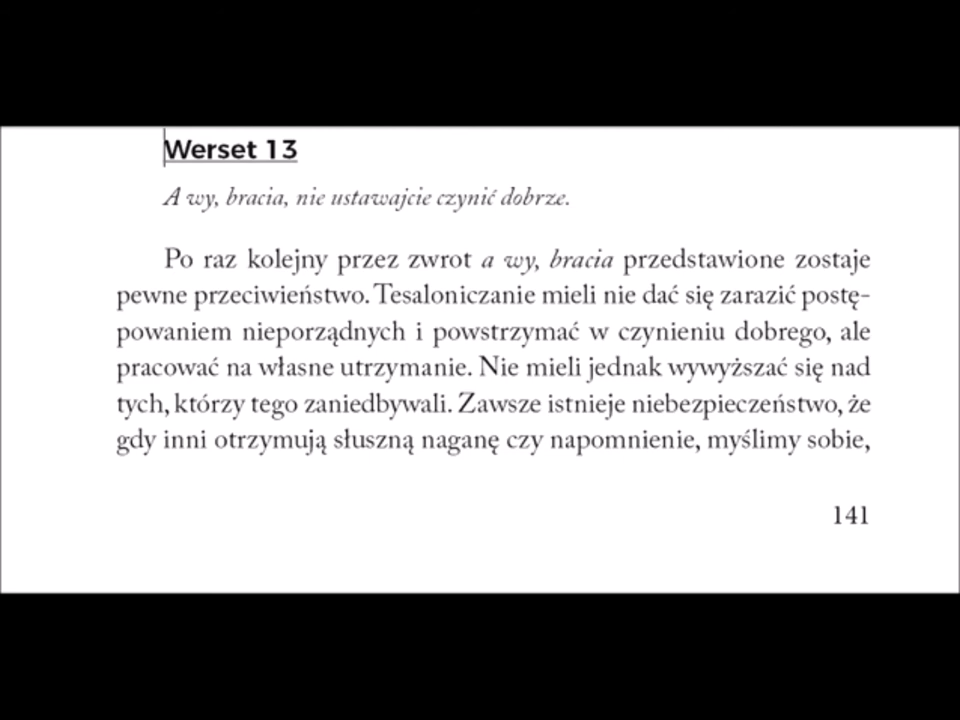 Werset 13
A wy, bracia, nie ustawajcie czynić dobrze.
Po raz kolejny przez zwrot a wy, bracia przedstawione zostaje
pewne przeciwieństwo. Tesaloniczanie mieli nie dać się zarazić postę-
powaniem nieporządnych i powstrzymać w czynieniu dobrego, ale
pracować na własne utrzymanie. Nie mieli jednak wywyższać się nad
tych, którzy tego zaniedbywali. Zawsze istnieje niebezpieczeństwo, że
gdy inni otrzymują słuszną naganę czy napomnienie, myślimy sobie,
141